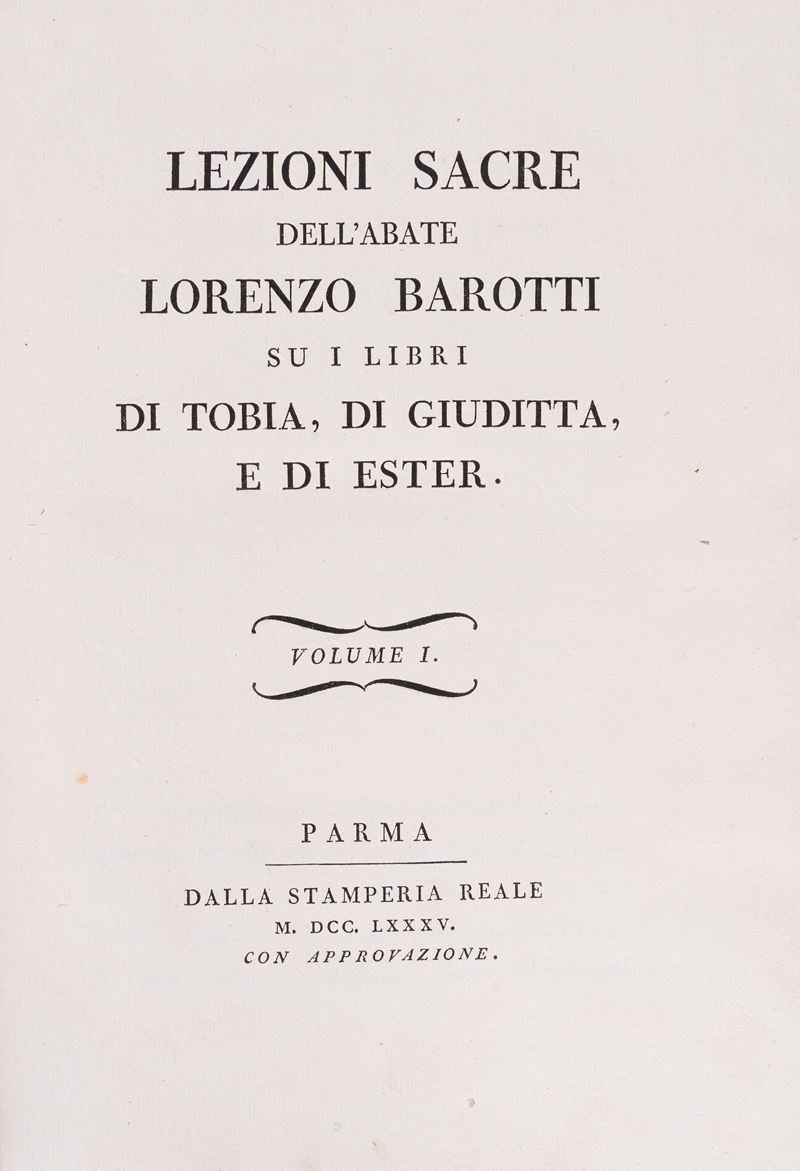 LEZIONI SACRE
DELL'ABATE
LORENZO BAROTTI
SU I LIBRI
DI TOBIA, DI GIUDITTA,
E DI ESTER.
VOLUME I.
PARMA
DALLA STAMPERIA REALE
M. DCC. LXXXV.
CON APPROVAZIONE.